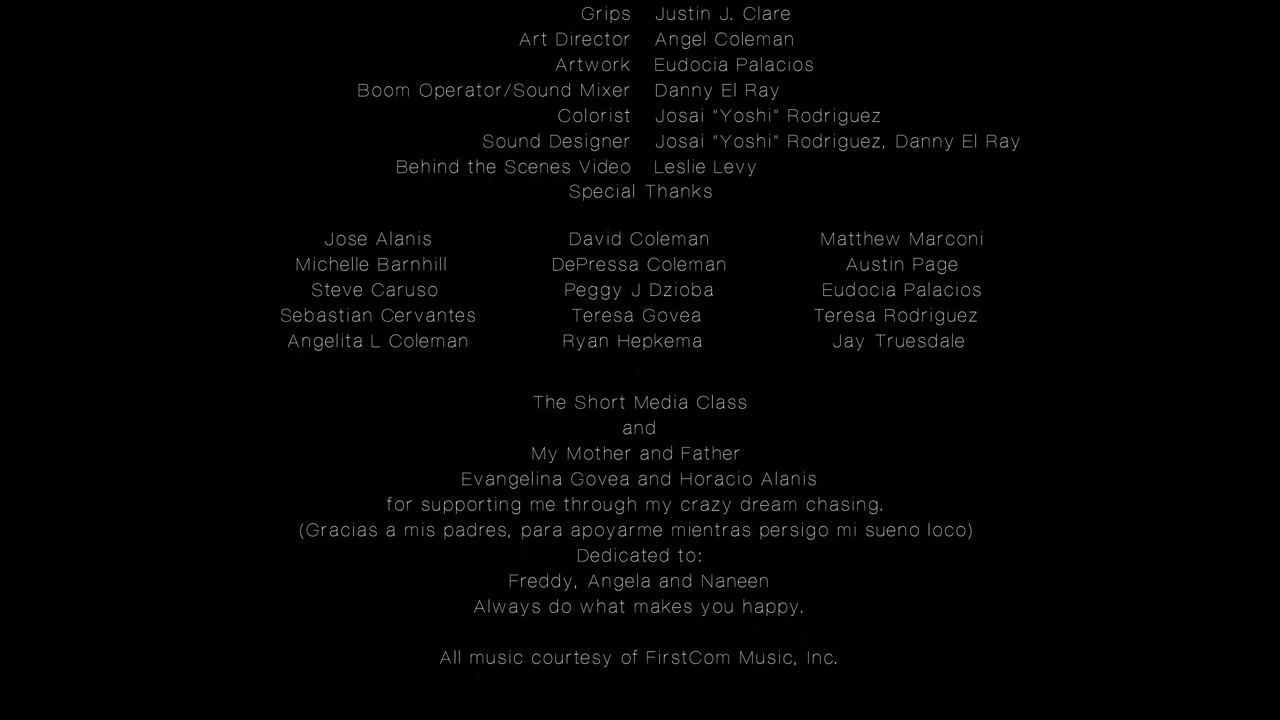 Grips Justin J. Clare
Art Director Angel Coleman
Artwork Eudocia Palacios
Boom Operator/Sound Mixer Danny El Ray
Colorist Josai "Yoshi" Rodriguez
Sound Designer Josai "Yoshi" Rodriguez, Danny El Ray
Behind the Scenes Video Leslie Levy
Special Thanks
Jose Alanis David Coleman Matthew Marconi
Michelle Barnhill DePressa Coleman Austin Page
Steve Caruso Peggy J Dzioba Eudocia Palacios
Sebastian Cervantes Teresa Govea Teresa Rodriguez
Angelita L Coleman Ryan Hepkema Jay Truesdale
The Short Media Class
and
My Mother and Father
Evangelina Govea and Horacio Alanis
for supporting me through my crazy dream chasing.
(Gracias a mis padres, para apoyarme mientras persigo mi sueno loco)
Dedicated to:
Freddy, Angela and Naneen
Always do what makes you happy.
All music courtesy of FirstCom Music, Inc.